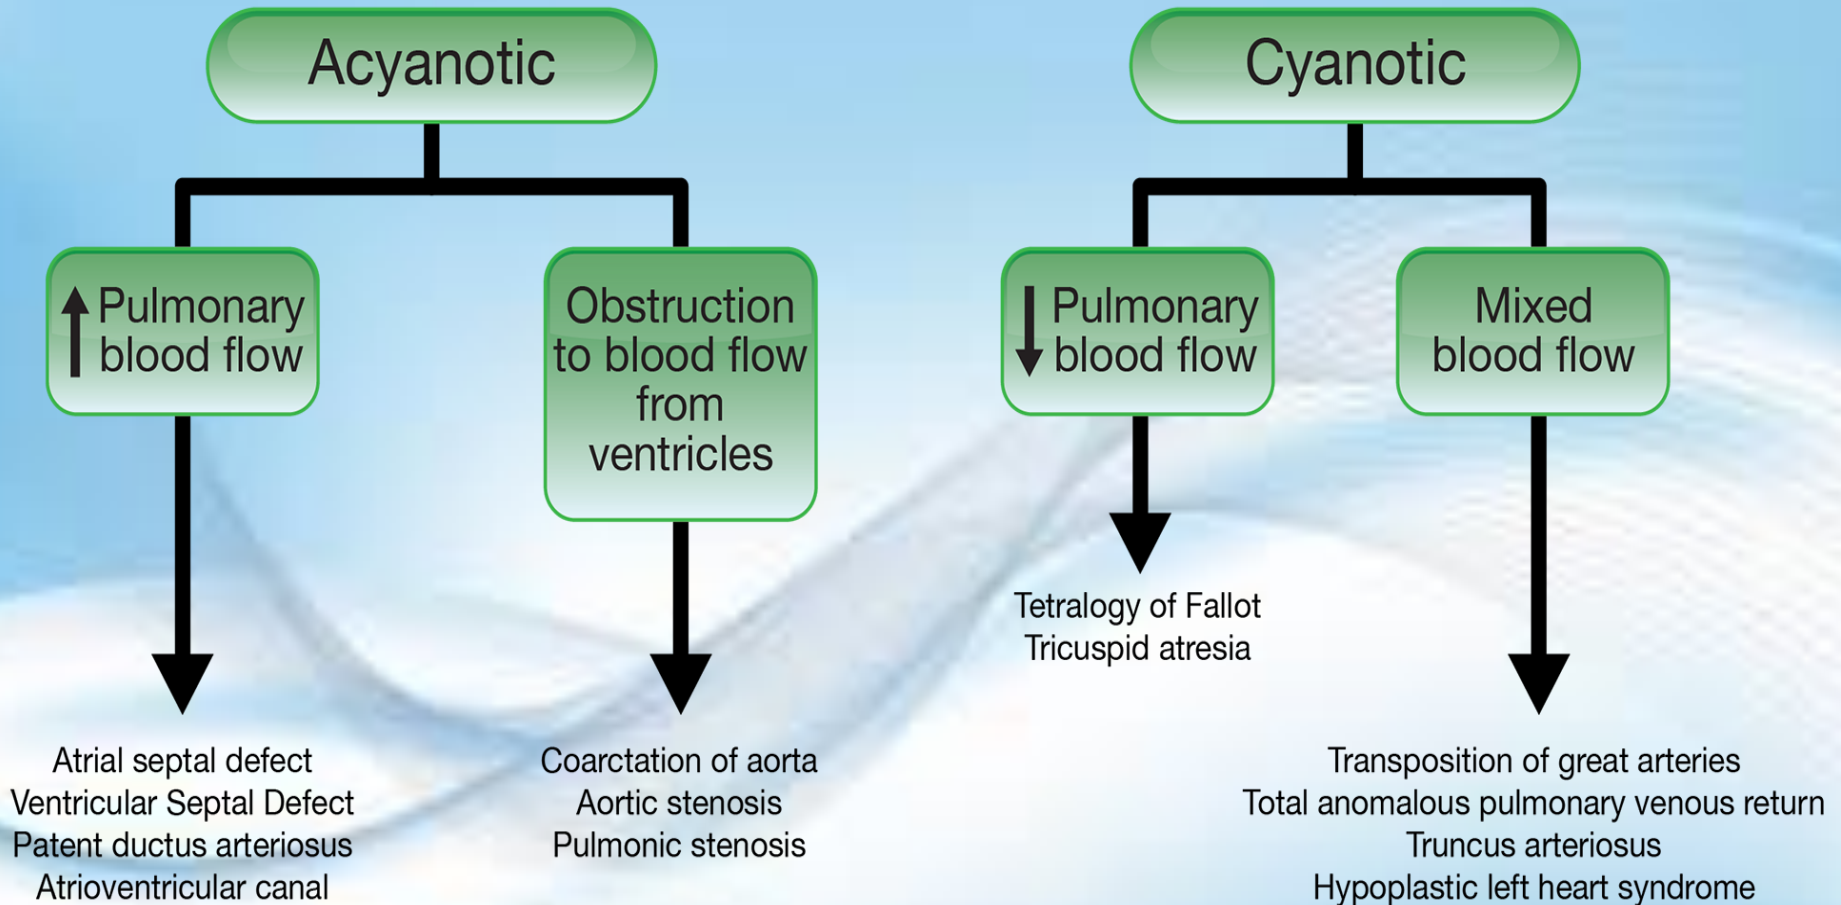 Acyanotic
↑ Pulmonary
blood flow
Obstruction
to blood flow
from
ventricles
Atrial septal defect
Ventricular Septal Defect
Patent ductus arteriosus
Atrioventricular canal
Coarctation of aorta
Aortic stenosis
Pulmonic stenosis
Cyanotic
↓ Pulmonary
blood flow
Mixed
blood flow
Tetralogy of Fallot
Tricuspid atresia
Transposition of great arteries
Total anomalous pulmonary venous return
Truncus arteriosus
Hypoplastic left heart syndrome